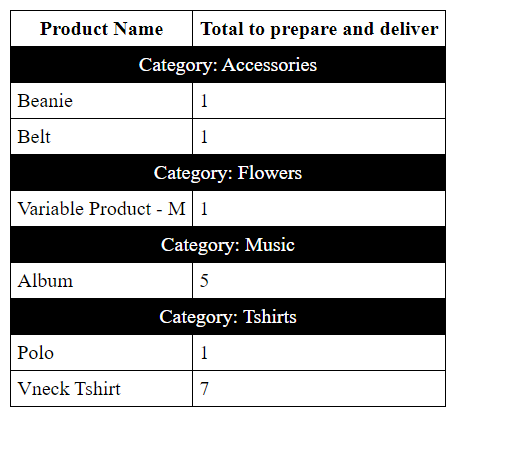 Product Name Total to prepare and deliver
Category: Accessories
Beanie 1
Belt 1
Category: Flowers
Variable Product - M 1
Category: Music
Album 5
Category: Tshirts
Polo 1
Vneck Tshirt 7